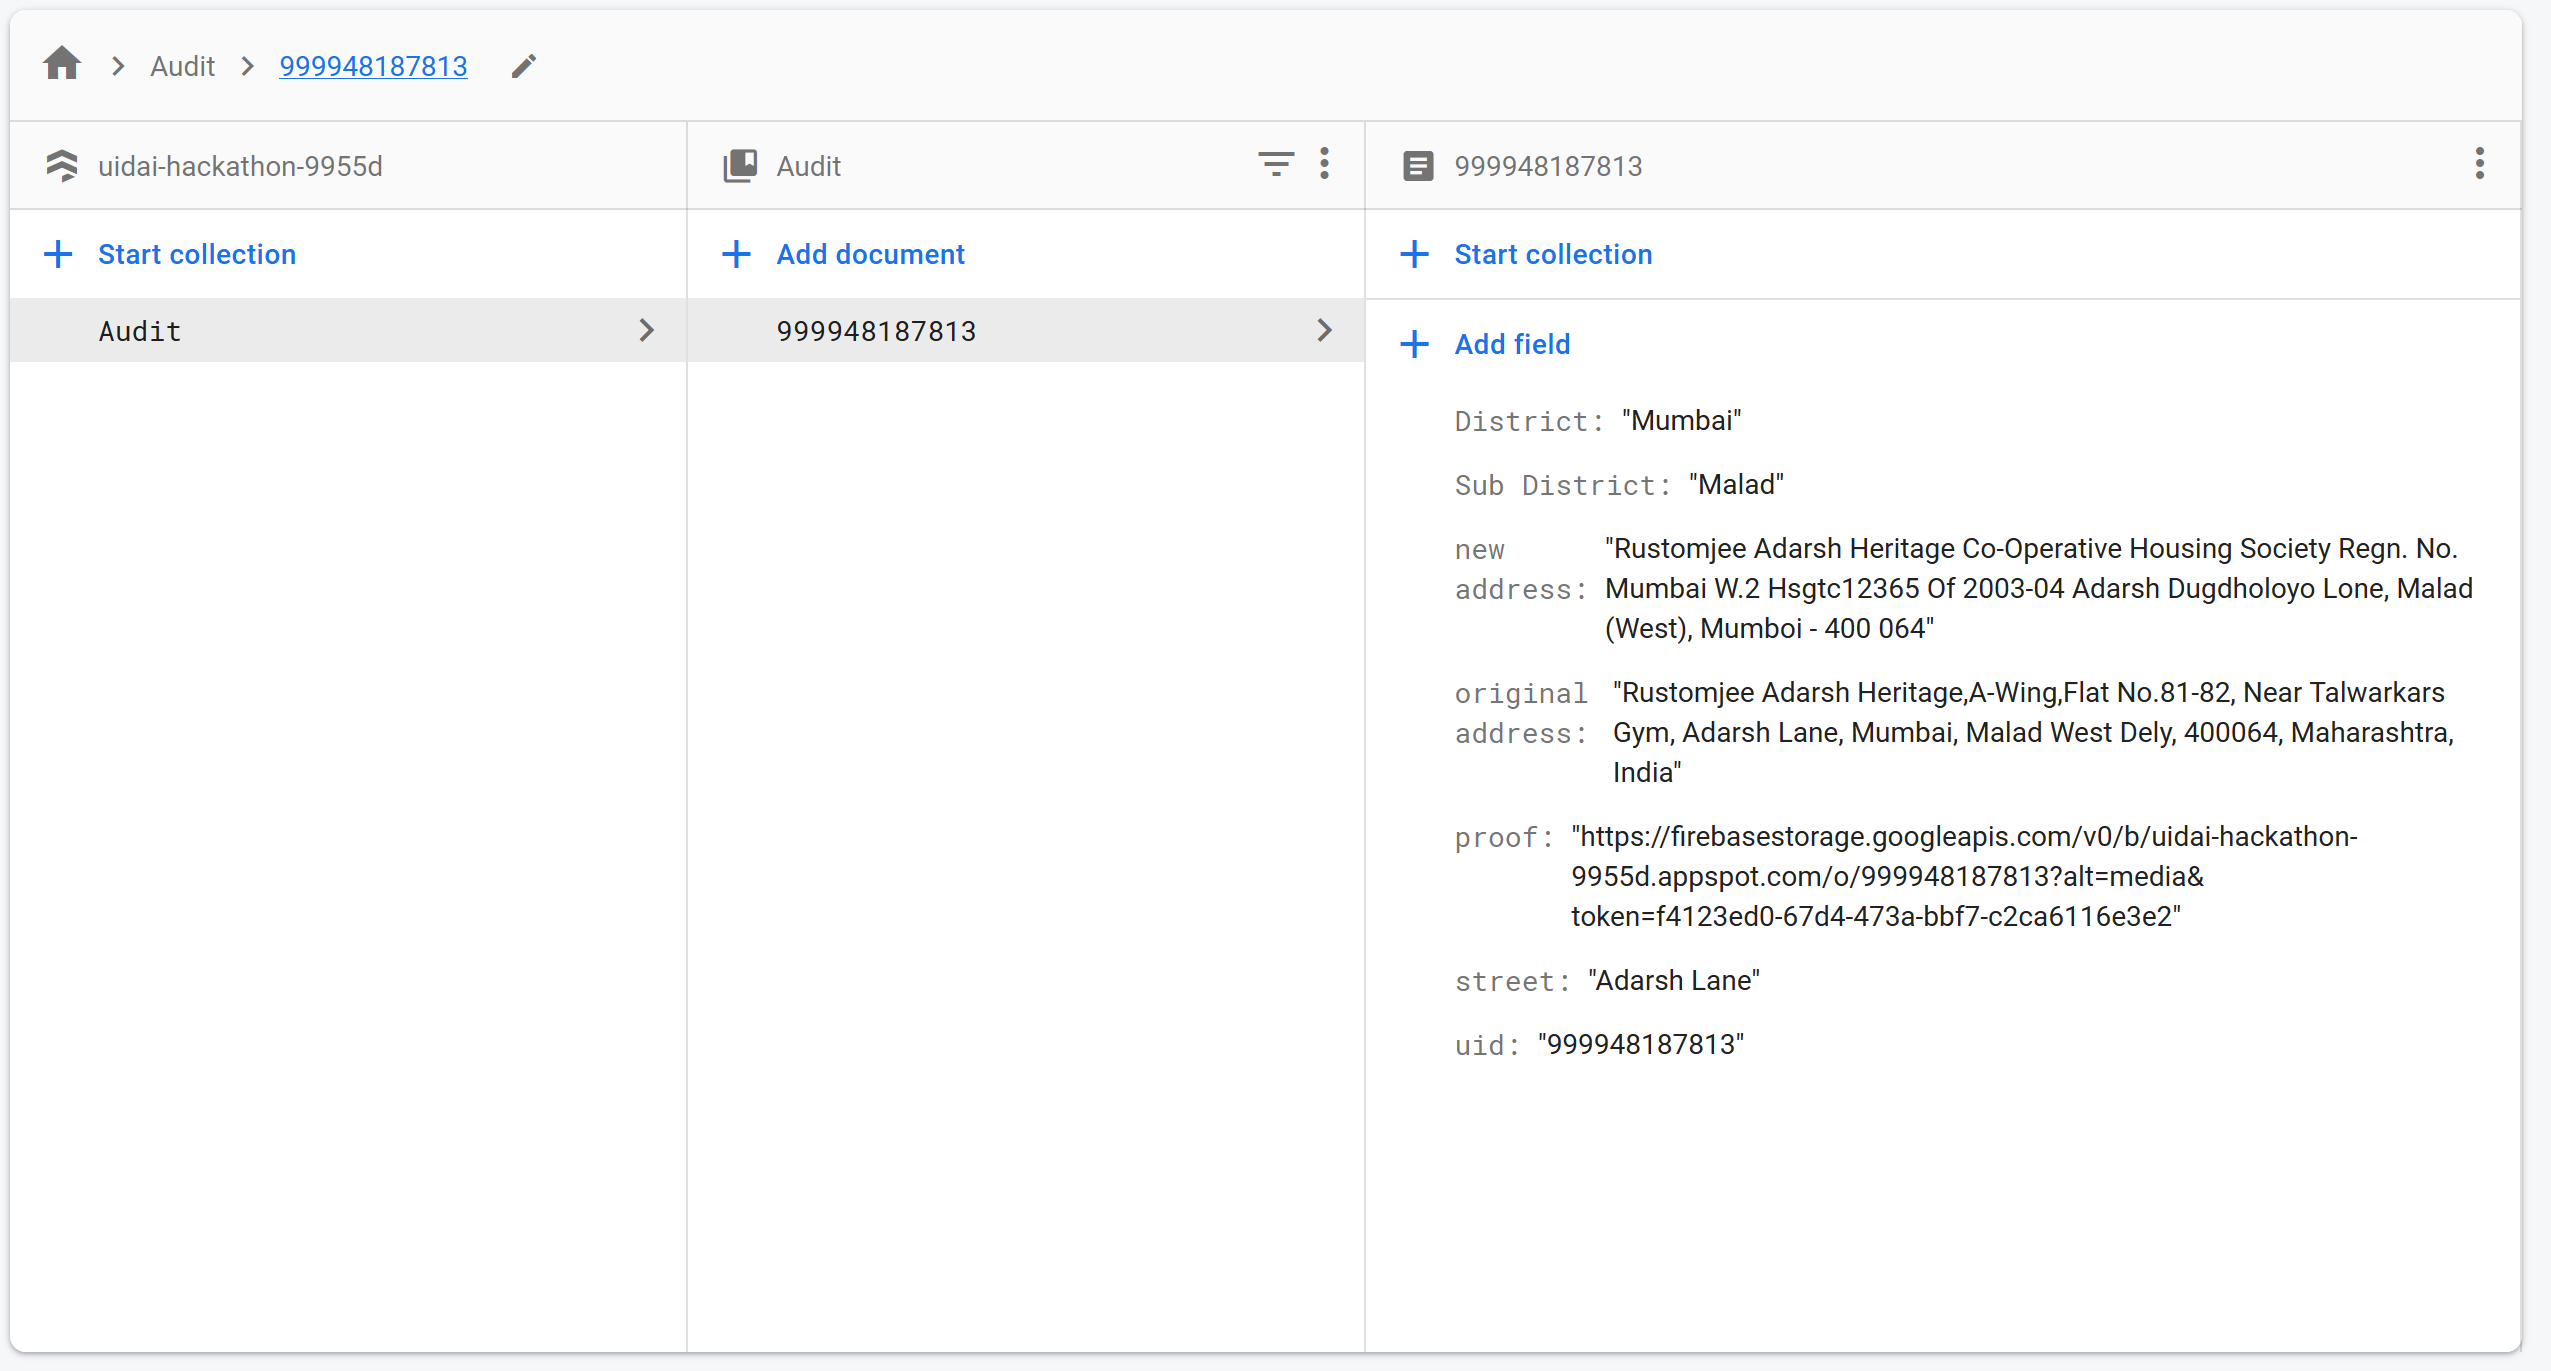 Audit
999948187813
uidai-hackathon-9955d
Start collection
Audit
Audit
Add document
999948187813
999948187813
Start collection
Add field
District: "Mumbai"
Sub District: "Malad"
new address: "Rustomjee Adarsh Heritage Co-Operative Housing Society Regn. No.
Mumbai W.2 Hsgtc12365 Of 2003-04 Adarsh Dugdholoyo Lone, Malad
(West), Mumboi - 400 064"
original address: "Rustomjee Adarsh Heritage,A-Wing,Flat No.81-82, Near Talwarkars
Gym, Adarsh Lane, Mumbai, Malad West Dely, 400064, Maharashtra,
India"
proof: "https://firebasestorage.googleapis.com/v0/b/uidai-hackathon-
9955d.appspot.com/o/999948187813?alt=media&
token=f4123ed0-67d4-473a-bbf7-c2ca6116e3e2"
street: "Adarsh Lane"
uid: "999948187813"